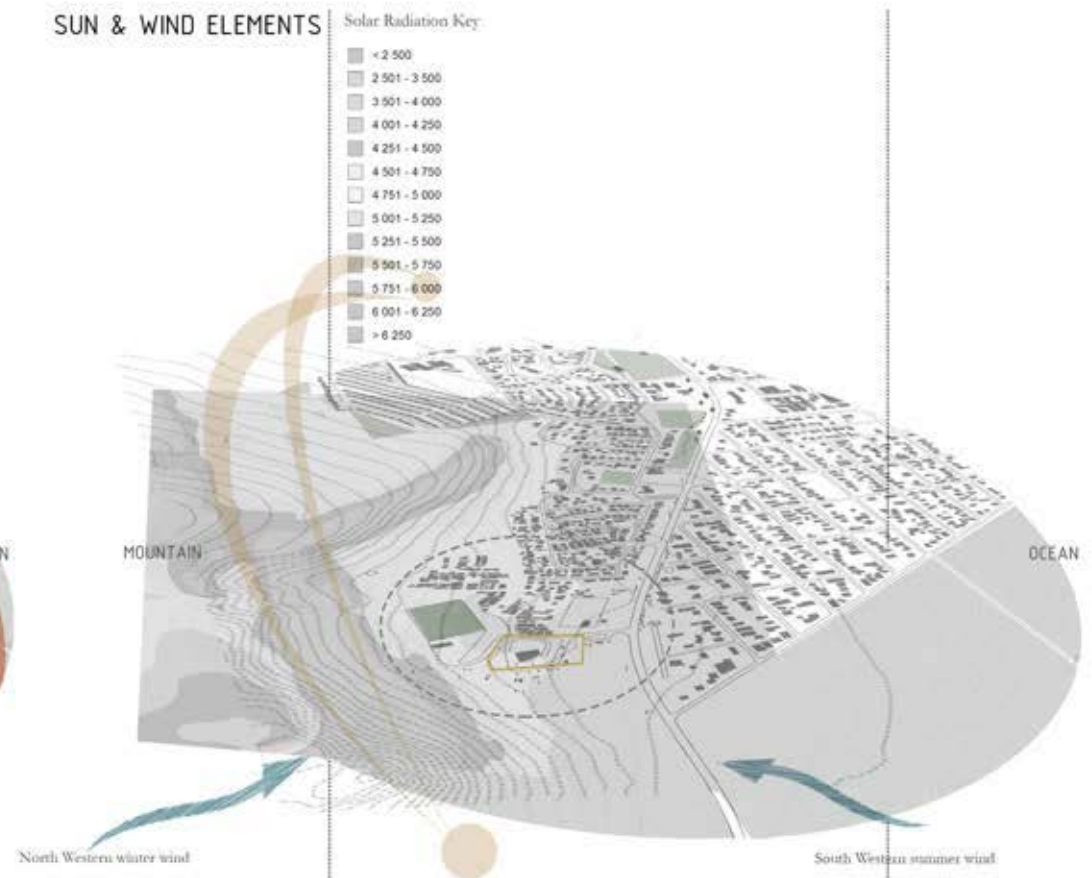 SUN & WIND ELEMENTS
Solar Radiation Key
< 2 500
2 501 - 3 500
3 501 - 4 000
4 001 - 4 250
4 251 - 4 500
4 501 - 4 750
4 751 - 5 000
5 001 - 5 250
5 251 - 5 500
5 501 - 5 750
5 751 - 6 000
6 001 - 6 250
> 6 250
N
MOUNTAIN
OCEAN
North Western winter wind
South Western summer wind